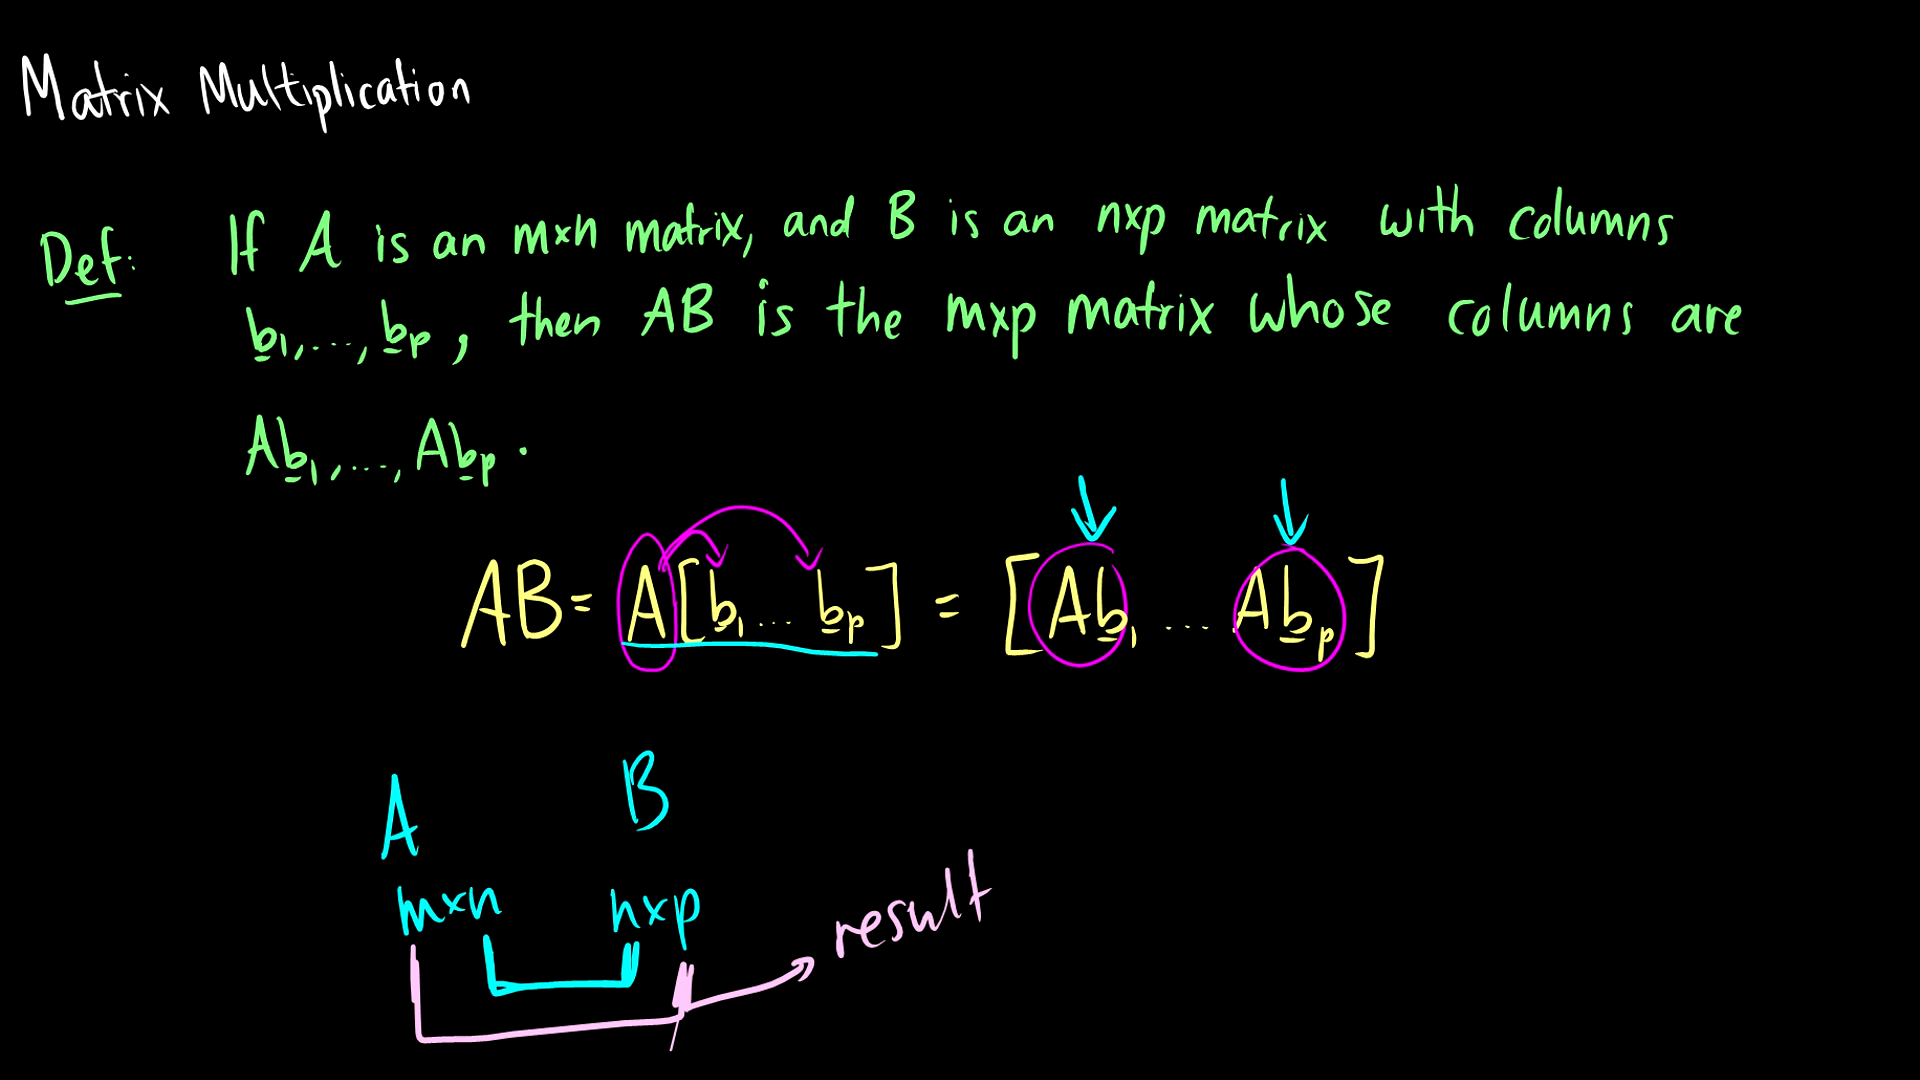 Matrix Multiplication
Def: If A is an m×n matrix, and B is an n×p matrix with columns
b₁,...,bₚ, then AB is the m×p matrix whose columns are
Ab₁,...,Abₚ.
AB = A[b₁ ... bₚ] = [Ab₁ ... Abₚ]
A B
m×n n×p
result